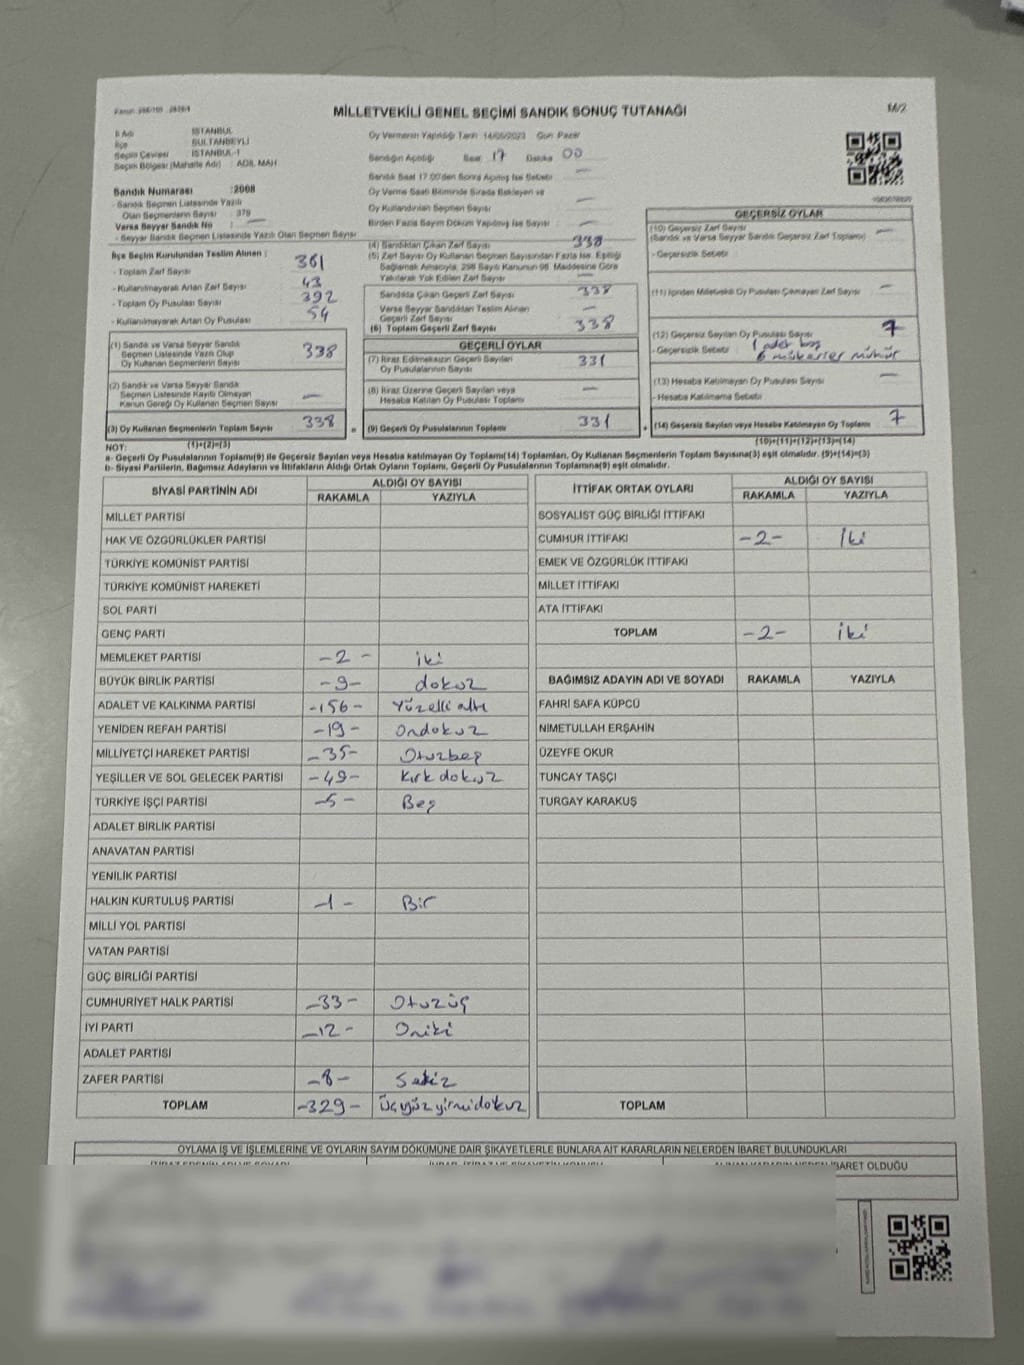 M/2
MİLLETVEKİLİ GENEL SEÇİMİ SANDIK SONUÇ TUTANAĞI
İl Adı : İSTANBUL
İlçe : SULTANBEYLİ
Seçim Çevresi : İSTANBUL-1
Seçim Bölgesi (Mahalle Adı) : ADİL MAH
Oy Vermenin Yapıldığı Tarih 14/05/2023 Gün Pazar
Sandığın Açıldığı Saat 17 Dakika 00
Sandık Saat 17:00'den Sonra Açılmış İse Sebebi —
Oy Verme Saati Bitiminde Sırada Bekleyen ve
Oy Kullandırılan Seçmen Sayısı —
Birden Fazla Sayım Döküm Yapılmış İse Sayısı —
Sandık Numarası :2008
- Sandık Seçmen Listesinde Yazılı
Olan Seçmenlerin Sayısı : 379
Varsa Seyyar Sandık No : —
- Seyyar Sandık Seçmen Listesinde Yazılı Olan Seçmen Sayısı
İlçe Seçim Kurulundan Teslim Alınan :
- Toplam Zarf Sayısı 381
- Kullanılmayarak Artan Zarf Sayısı 43
- Toplam Oy Pusulası Sayısı 392
- Kullanılmayarak Artan Oy Pusulası 54
(1) Sandık ve Varsa Seyyar Sandık
Seçmen Listesinde Yazılı Olup
Oy Kullanan Seçmenlerin Sayısı 338
(2) Sandık ve Varsa Seyyar Sandık
Seçmen Listesinde Kayıtlı Olmayan
Kanun Gereği Oy Kullanan Seçmen Sayısı —
(3) Oy Kullanan Seçmenlerin Toplam Sayısı 338
(1)+(2)=(3)
(4) Sandıktan Çıkan Zarf Sayısı 338
(5) Zarf Sayısı Oy Kullanan Seçmen Sayısından Fazla İse, Eşitliği
Sağlamak Amacıyla, 298 Sayılı Kanunun 98. Maddesine Göre
Yakılarak Yok Edilen Zarf Sayısı —
Sandıkta Çıkan Geçerli Zarf Sayısı 338
Varsa Seyyar Sandıktan Teslim Alınan
Geçerli Zarf Sayısı —
(6) Toplam Geçerli Zarf Sayısı 338
GEÇERLİ OYLAR
(7) İtiraz Edilmeksizin Geçerli Sayılan
Oy Pusulalarının Sayısı 331
(8) İtiraz Üzerine Geçerli Sayılan veya
Hesaba Katılan Oy Pusulası Toplamı —
(9) Geçerli Oy Pusulalarının Toplamı 331
GEÇERSİZ OYLAR
(10) Geçersiz Zarf Sayısı —
(Sandık ve Varsa Seyyar Sandık Geçersiz Zarf Toplamı)
- Geçersizlik Sebebi
(11) İçinden Milletvekili Oy Pusulası Çıkmayan Zarf Sayısı —
(12) Geçersiz Sayılan Oy Pusulası Sayısı 7
- Geçersizlik Sebebi : 1 adet boş
6 mükerrer mühür
(13) Hesaba Katılmayan Oy Pusulası Sayısı —
- Hesaba Katılmama Sebebi
(14) Geçersiz Sayılan veya Hesaba Katılmayan Oy Toplamı 7
(10)+(11)+(12)+(13)=(14)
NOT:
a- Geçerli Oy Pusulalarının Toplamı(9) ile Geçersiz Sayılan veya Hesaba Katılmayan Oy Toplamı(14) Toplamları, Oy Kullanan Seçmenlerin Toplam Sayısına(3) eşit olmalıdır. (9)+(14)=(3)
b- Siyasi Partilerin, Bağımsız Adayların ve İttifakların Aldığı Ortak Oyların Toplamı, Geçerli Oy Pusulalarının Toplamına(9) eşit olmalıdır.
SİYASİ PARTİNİN ADI ALDIĞI OY SAYISI
RAKAMLA YAZIYLA
MİLLET PARTİSİ
HAK VE ÖZGÜRLÜKLER PARTİSİ
TÜRKİYE KOMÜNİST PARTİSİ
TÜRKİYE KOMÜNİST HAREKETİ
SOL PARTİ
GENÇ PARTİ
MEMLEKET PARTİSİ -2- iki
BÜYÜK BİRLİK PARTİSİ -9- dokuz
ADALET VE KALKINMA PARTİSİ -156- Yüzelli altı
YENİDEN REFAH PARTİSİ -19- Ondokuz
MİLLİYETÇİ HAREKET PARTİSİ -35- Otuzbeş
YEŞİLLER VE SOL GELECEK PARTİSİ -49- Kırk dokuz
TÜRKİYE İŞÇİ PARTİSİ -5- Beş
ADALET BİRLİK PARTİSİ
ANAVATAN PARTİSİ
YENİLİK PARTİSİ
HALKIN KURTULUŞ PARTİSİ -1- Bir
MİLLİ YOL PARTİSİ
VATAN PARTİSİ
GÜÇ BİRLİĞİ PARTİSİ
CUMHURİYET HALK PARTİSİ -33- Otuzüç
İYİ PARTİ -12- Oniki
ADALET PARTİSİ
ZAFER PARTİSİ -8- Sekiz
TOPLAM -329- Üçyüzyirmidokuz
İTTİFAK ORTAK OYLARI ALDIĞI OY SAYISI
RAKAMLA YAZIYLA
SOSYALİST GÜÇ BİRLİĞİ İTTİFAKI
CUMHUR İTTİFAKI -2- İki
EMEK VE ÖZGÜRLÜK İTTİFAKI
MİLLET İTTİFAKI
ATA İTTİFAKI
TOPLAM -2- iki
BAĞIMSIZ ADAYIN ADI VE SOYADI RAKAMLA YAZIYLA
FAHRİ SAFA KÜPCÜ
NİMETULLAH ERŞAHİN
ÜZEYFE OKUR
TUNCAY TAŞÇI
TURGAY KARAKUŞ
TOPLAM
OYLAMA İŞ VE İŞLEMLERİNE VE OYLARIN SAYIM DÖKÜMÜNE DAİR ŞİKAYETLERLE BUNLARA AİT KARARLARIN NELERDEN İBARET BULUNDUKLARI
İBARET OLDUĞU